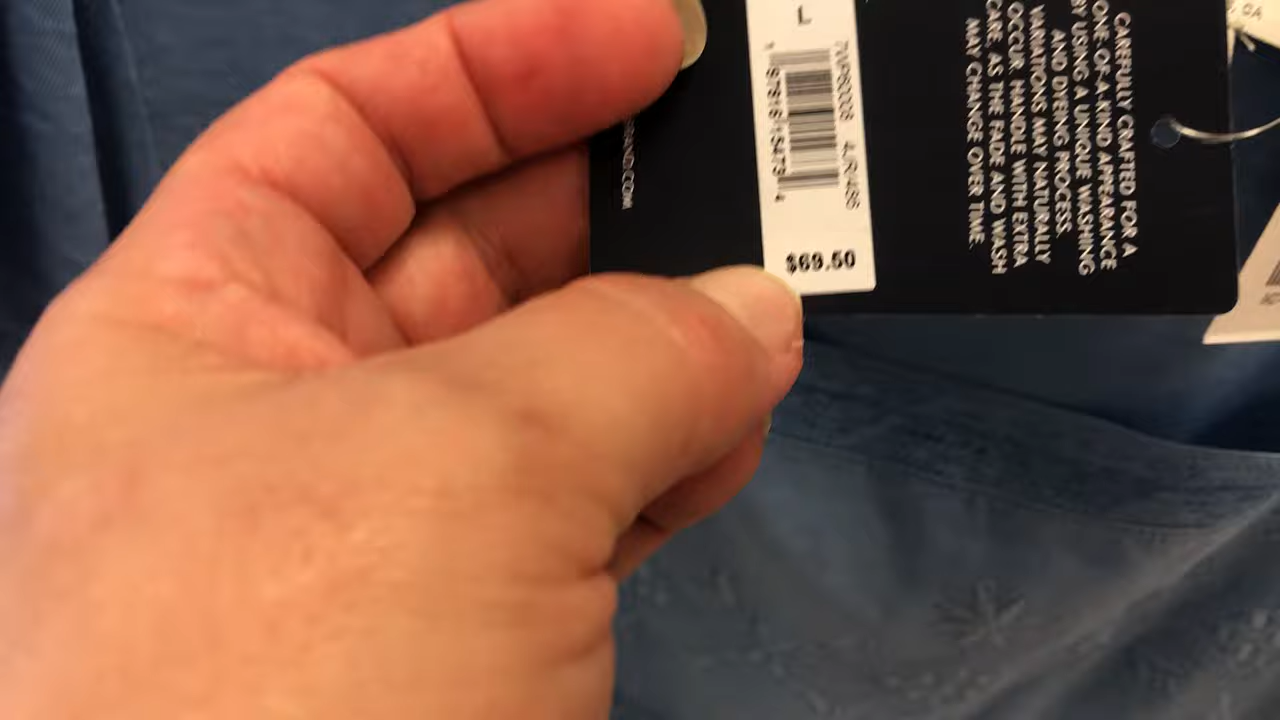 L
$69.50
CAREFULLY CRAFTED FOR A
ONE-OF-A-KIND APPEARANCE
BY USING A UNIQUE WASHING
AND DYEING PROCESS.
VARIATIONS MAY NATURALLY
OCCUR. HANDLE WITH EXTRA
CARE, AS THE FADE AND WASH
MAY CHANGE OVER TIME.